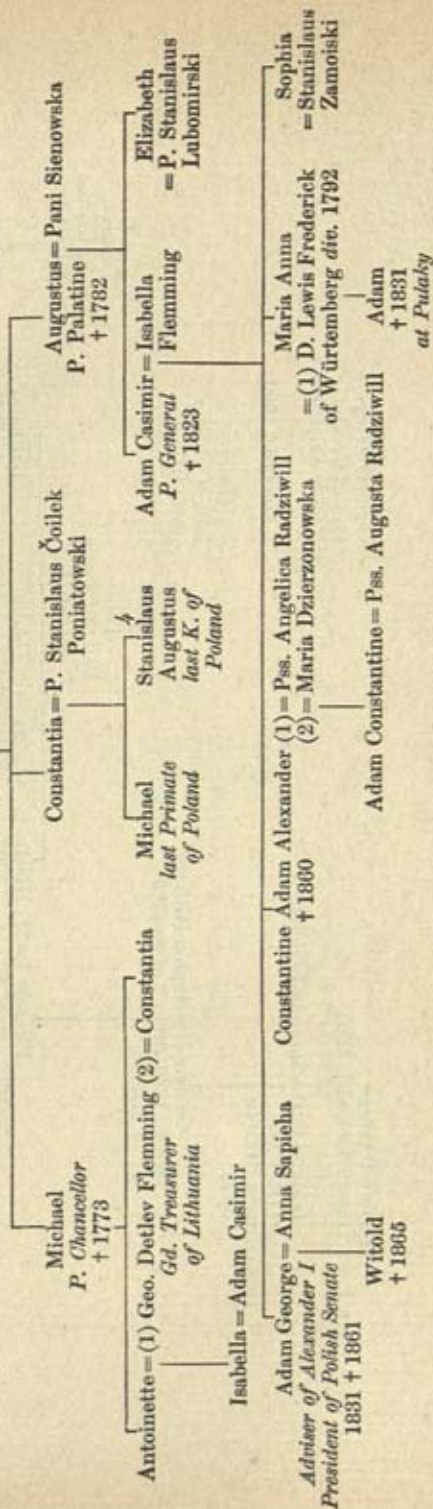 Michael
P. Chancellor
† 1773
Constantia = P. Stanislaus Čoilek
Poniatowski
Augustus = Pani Sienowska
P. Palatine
† 1782
Antoinette = (1) Geo. Detlev Flemming (2) = Constantia
Gd. Treasurer
of Lithuania
Michael
last Primate
of Poland
4
Stanislaus
Augustus
last K. of
Poland
Adam Casimir = Isabella
P. General Flemming
† 1823
Elizabeth
= P. Stanislaus
Lubomirski
Isabella = Adam Casimir
Adam George = Anna Sapieha
Adviser of Alexander I
President of Polish Senate
1831 † 1861
Constantine Adam Alexander (1) = Pss. Angelica Radziwill
† 1860 (2) = Maria Dzierzonowska
Maria Anna
= (1) D. Lewis Frederick
of Würtemberg div. 1792
Sophia
= Stanislaus
Zamoiski
Witold
† 1865
Adam Constantine = Pss. Augusta Radziwill
Adam
† 1831
at Pulaky